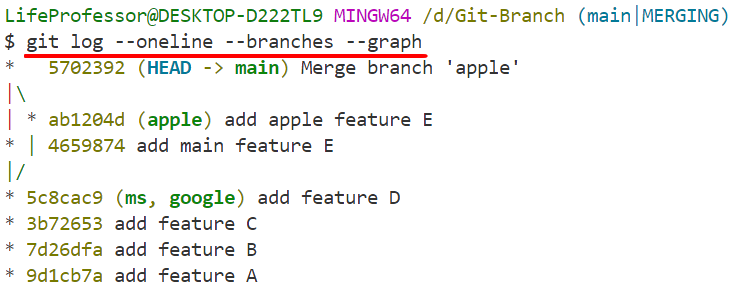 LifeProfessor@DESKTOP-D222TL9 MINGW64 /d/Git-Branch (main|MERGING)
$ git log --oneline --branches --graph
*   5702392 (HEAD -> main) Merge branch 'apple'
|\
| * ab1204d (apple) add apple feature E
* | 4659874 add main feature E
|/
* 5c8cac9 (ms, google) add feature D
* 3b72653 add feature C
* 7d26dfa add feature B
* 9d1cb7a add feature A